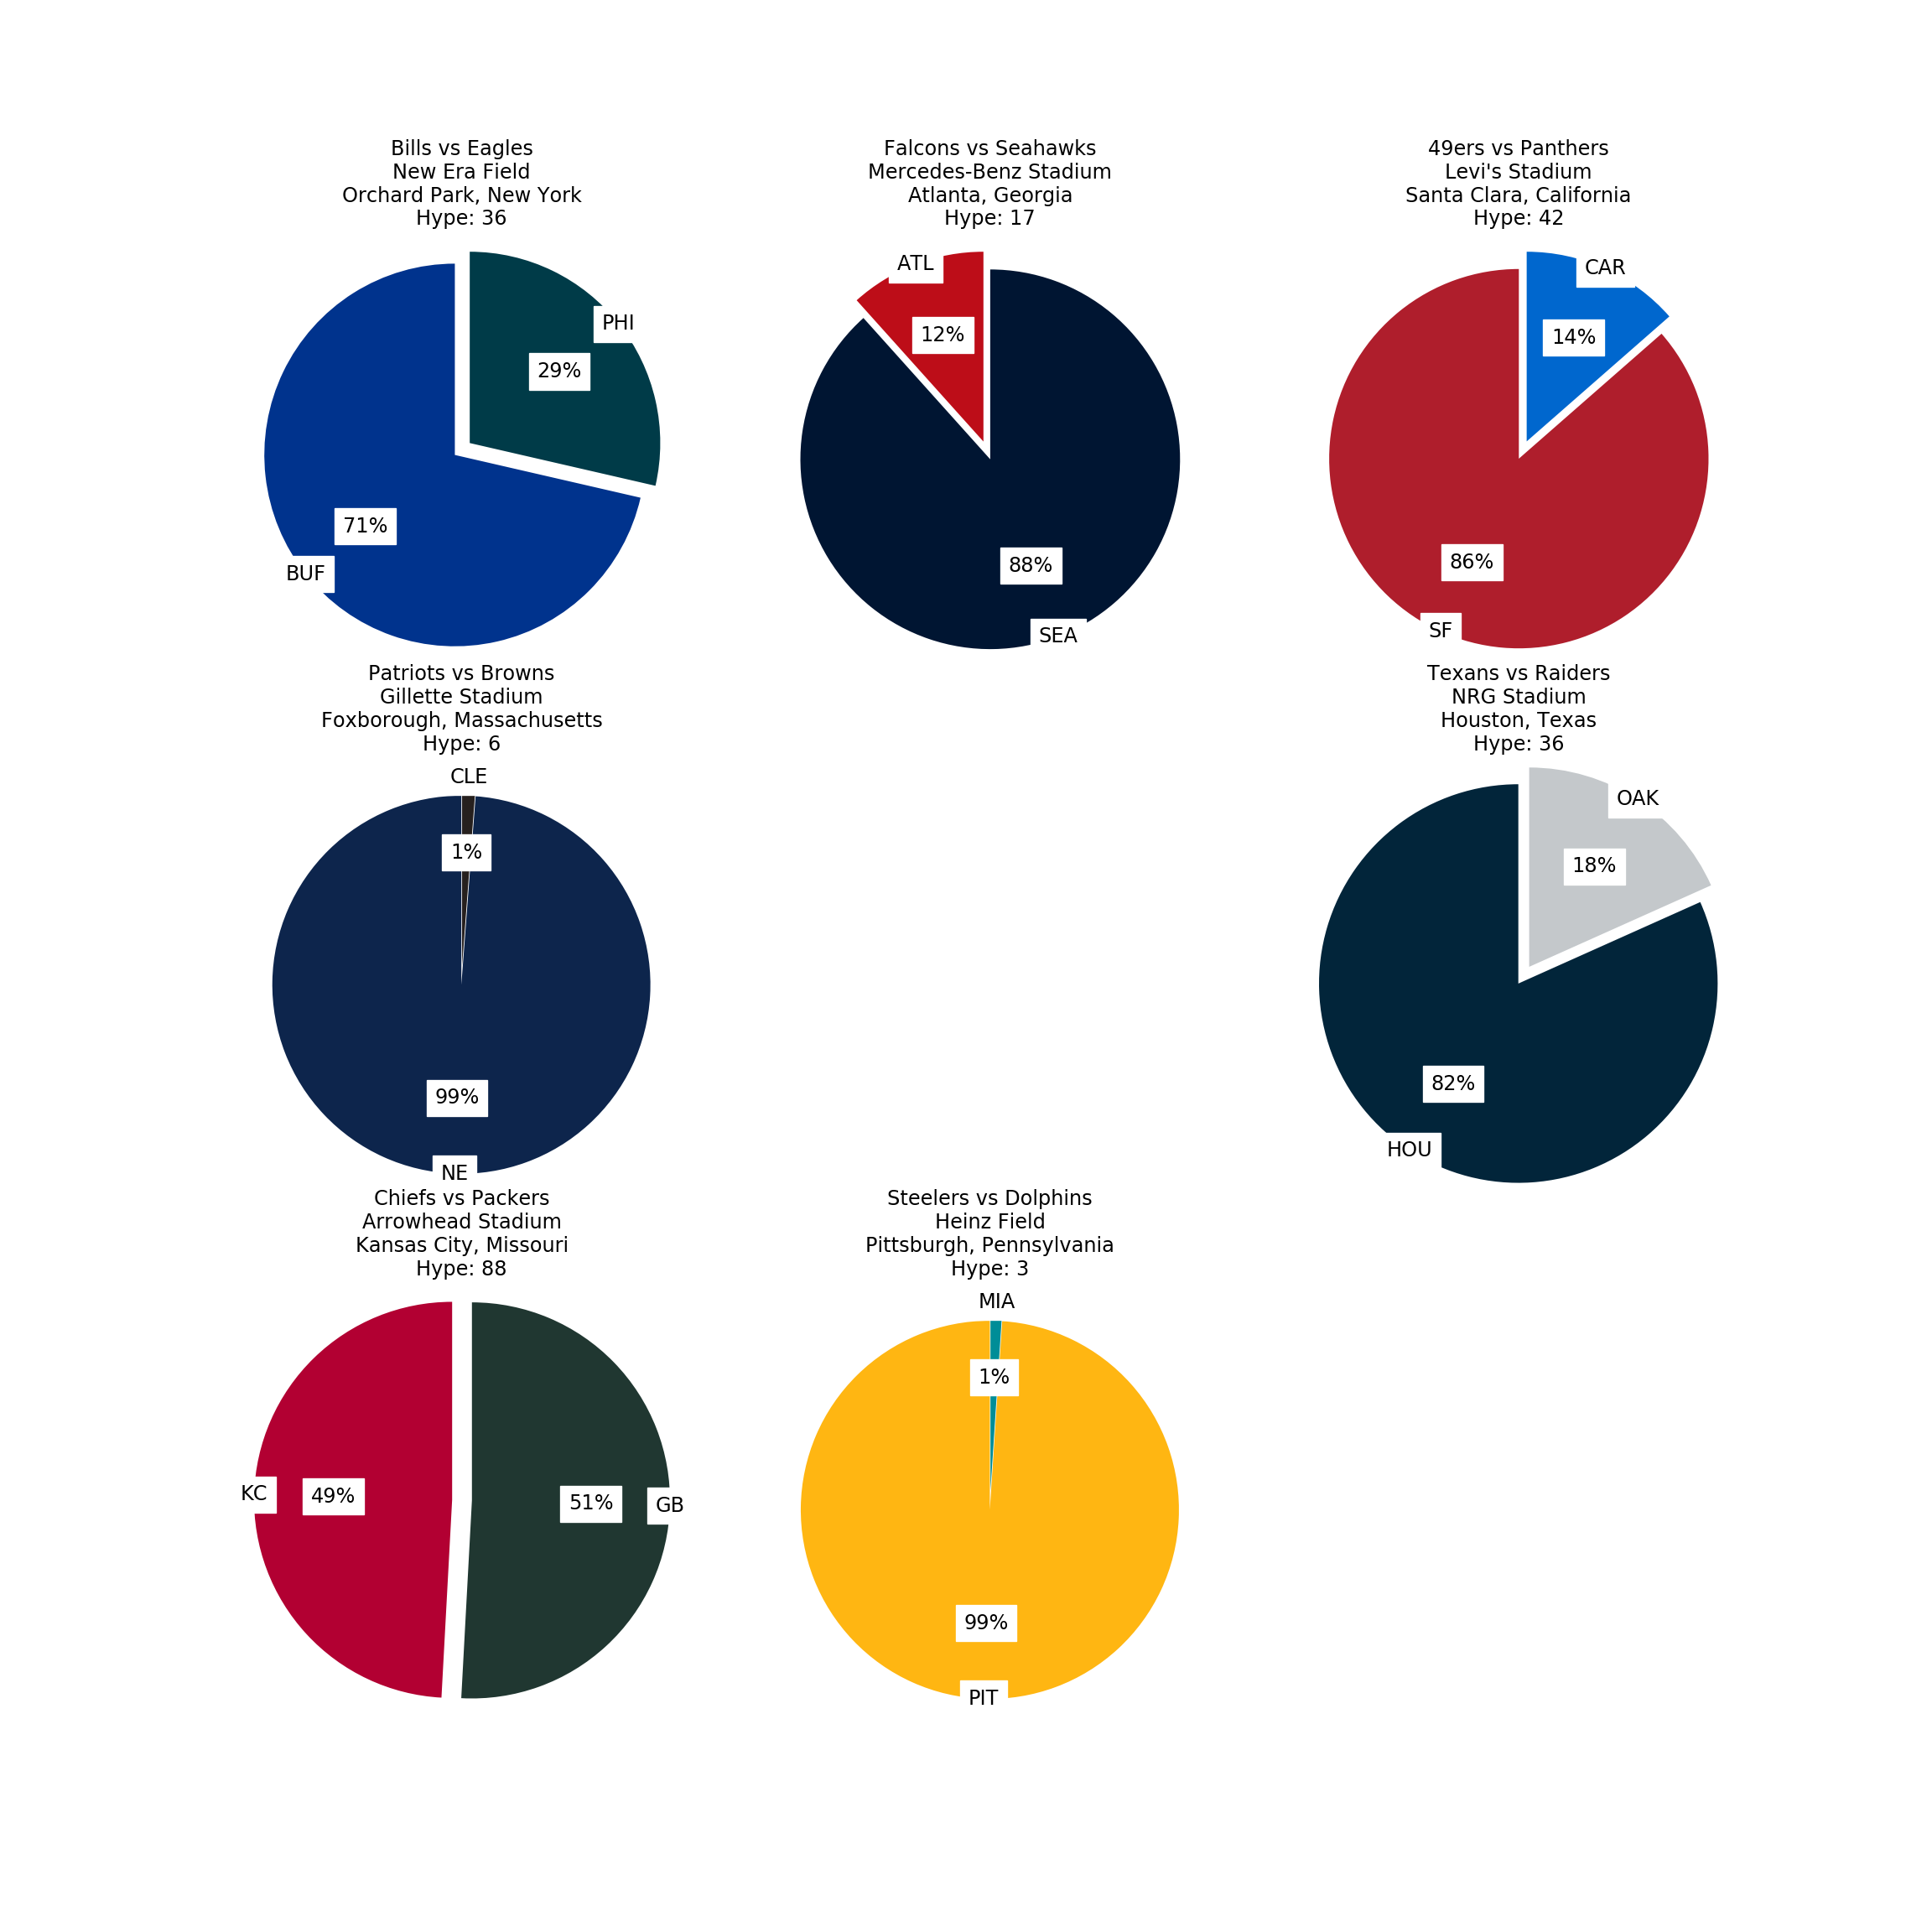 Bills vs Eagles
New Era Field
Orchard Park, New York
Hype: 36
PHI
29%
71%
BUF
Falcons vs Seahawks
Mercedes-Benz Stadium
Atlanta, Georgia
Hype: 17
ATL
12%
88%
SEA
49ers vs Panthers
Levi's Stadium
Santa Clara, California
Hype: 42
CAR
14%
86%
SF
Patriots vs Browns
Gillette Stadium
Foxborough, Massachusetts
Hype: 6
CLE
1%
99%
NE
Texans vs Raiders
NRG Stadium
Houston, Texas
Hype: 36
OAK
18%
82%
HOU
Chiefs vs Packers
Arrowhead Stadium
Kansas City, Missouri
Hype: 88
KC
49%
51%
GB
Steelers vs Dolphins
Heinz Field
Pittsburgh, Pennsylvania
Hype: 3
MIA
1%
99%
PIT